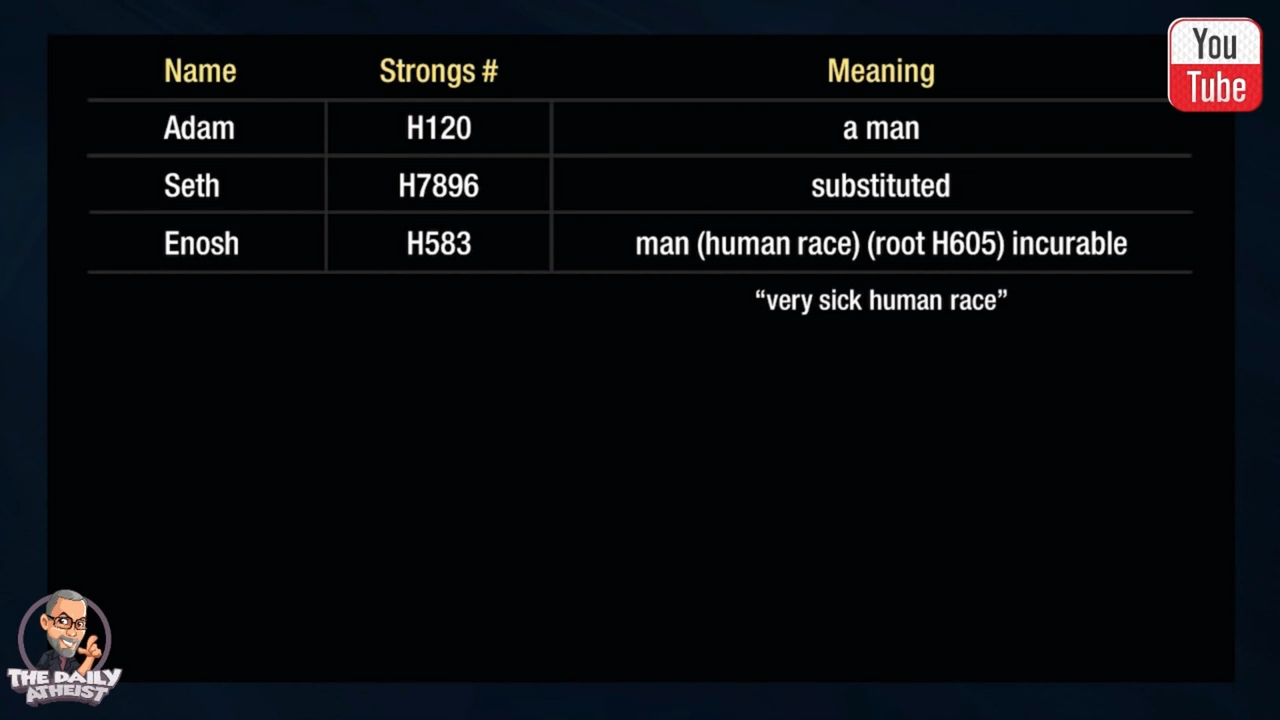 You
Tube
Name Strongs # Meaning
Adam H120 a man
Seth H7896 substituted
Enosh H583 man (human race) (root H605) incurable
“very sick human race”
THE DAILY
ATHEIST